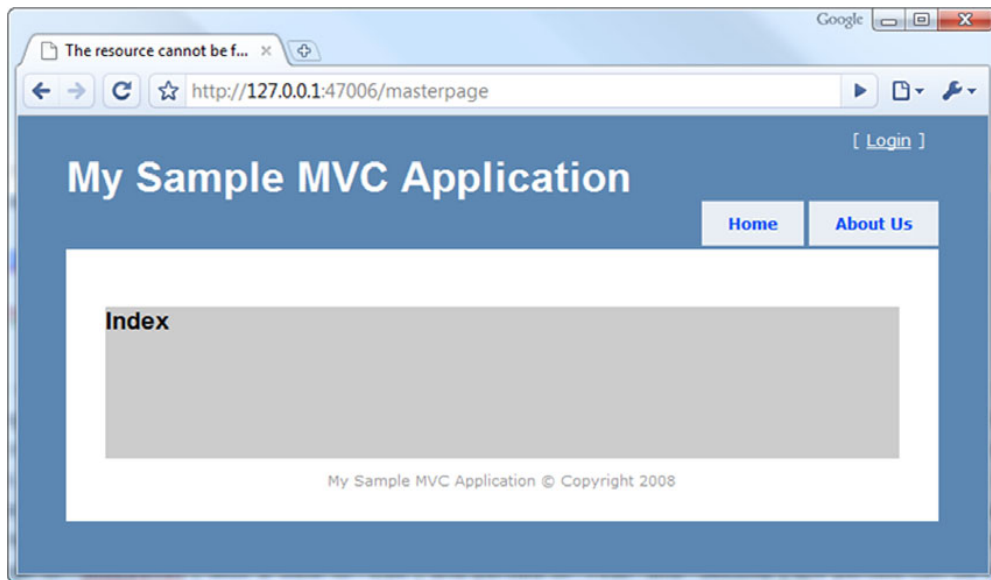 Google
The resource cannot be f...
http://127.0.0.1:47006/masterpage
[ Login ]
My Sample MVC Application
Home
About Us
Index
My Sample MVC Application © Copyright 2008